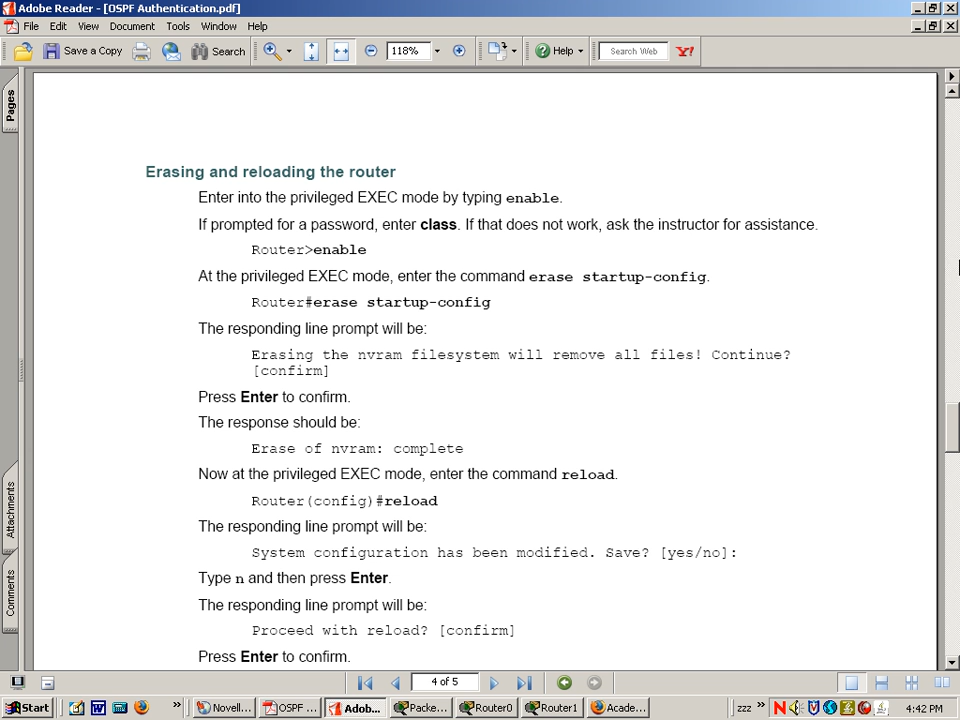 Adobe Reader - [OSPF Authentication.pdf]
File Edit View Document Tools Window Help
Save a Copy Search 118% Help Search Web Y!
Pages
Erasing and reloading the router
Enter into the privileged EXEC mode by typing enable.
If prompted for a password, enter class. If that does not work, ask the instructor for assistance.
Router>enable
At the privileged EXEC mode, enter the command erase startup-config.
Router#erase startup-config
The responding line prompt will be:
Erasing the nvram filesystem will remove all files! Continue?
[confirm]
Press Enter to confirm.
The response should be:
Erase of nvram: complete
Now at the privileged EXEC mode, enter the command reload.
Router(config)#reload
The responding line prompt will be:
System configuration has been modified. Save? [yes/no]:
Type n and then press Enter.
The responding line prompt will be:
Proceed with reload? [confirm]
Press Enter to confirm.
Attachments
Comments
4 of 5
Start Novell... OSPF ... Adob... Packe... Router0 Router1 Acade... zzz 4:42 PM